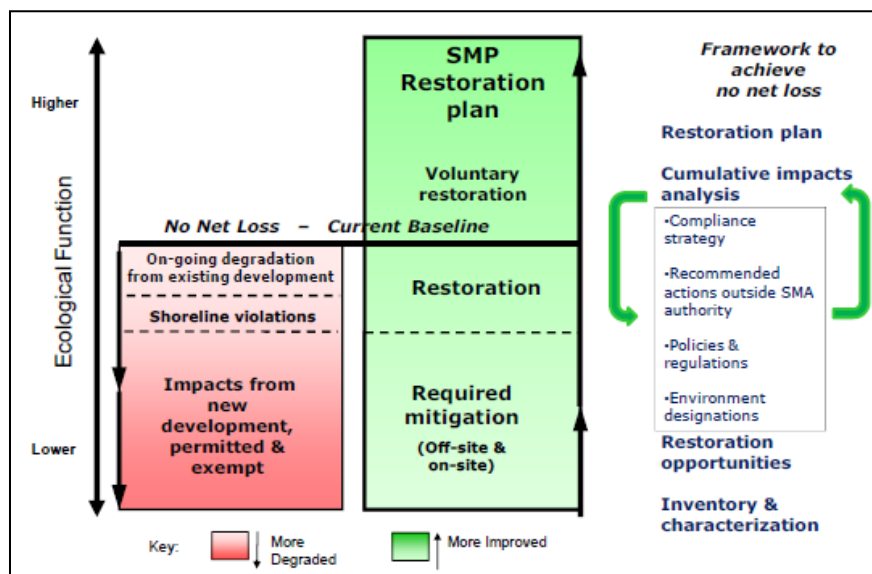 Ecological Function
Higher
Lower
SMP
Restoration
plan
Voluntary
restoration
No Net Loss – Current Baseline
On-going degradation
from existing development
Shoreline violations
Impacts from
new
development,
permitted &
exempt
Restoration
Required
mitigation
(Off-site &
on-site)
Key:
More
Degraded
More Improved
Framework to
achieve
no net loss
Restoration plan
Cumulative impacts
analysis
•Compliance
strategy
•Recommended
actions outside SMA
authority
•Policies &
regulations
•Environment
designations
Restoration
opportunities
Inventory &
characterization